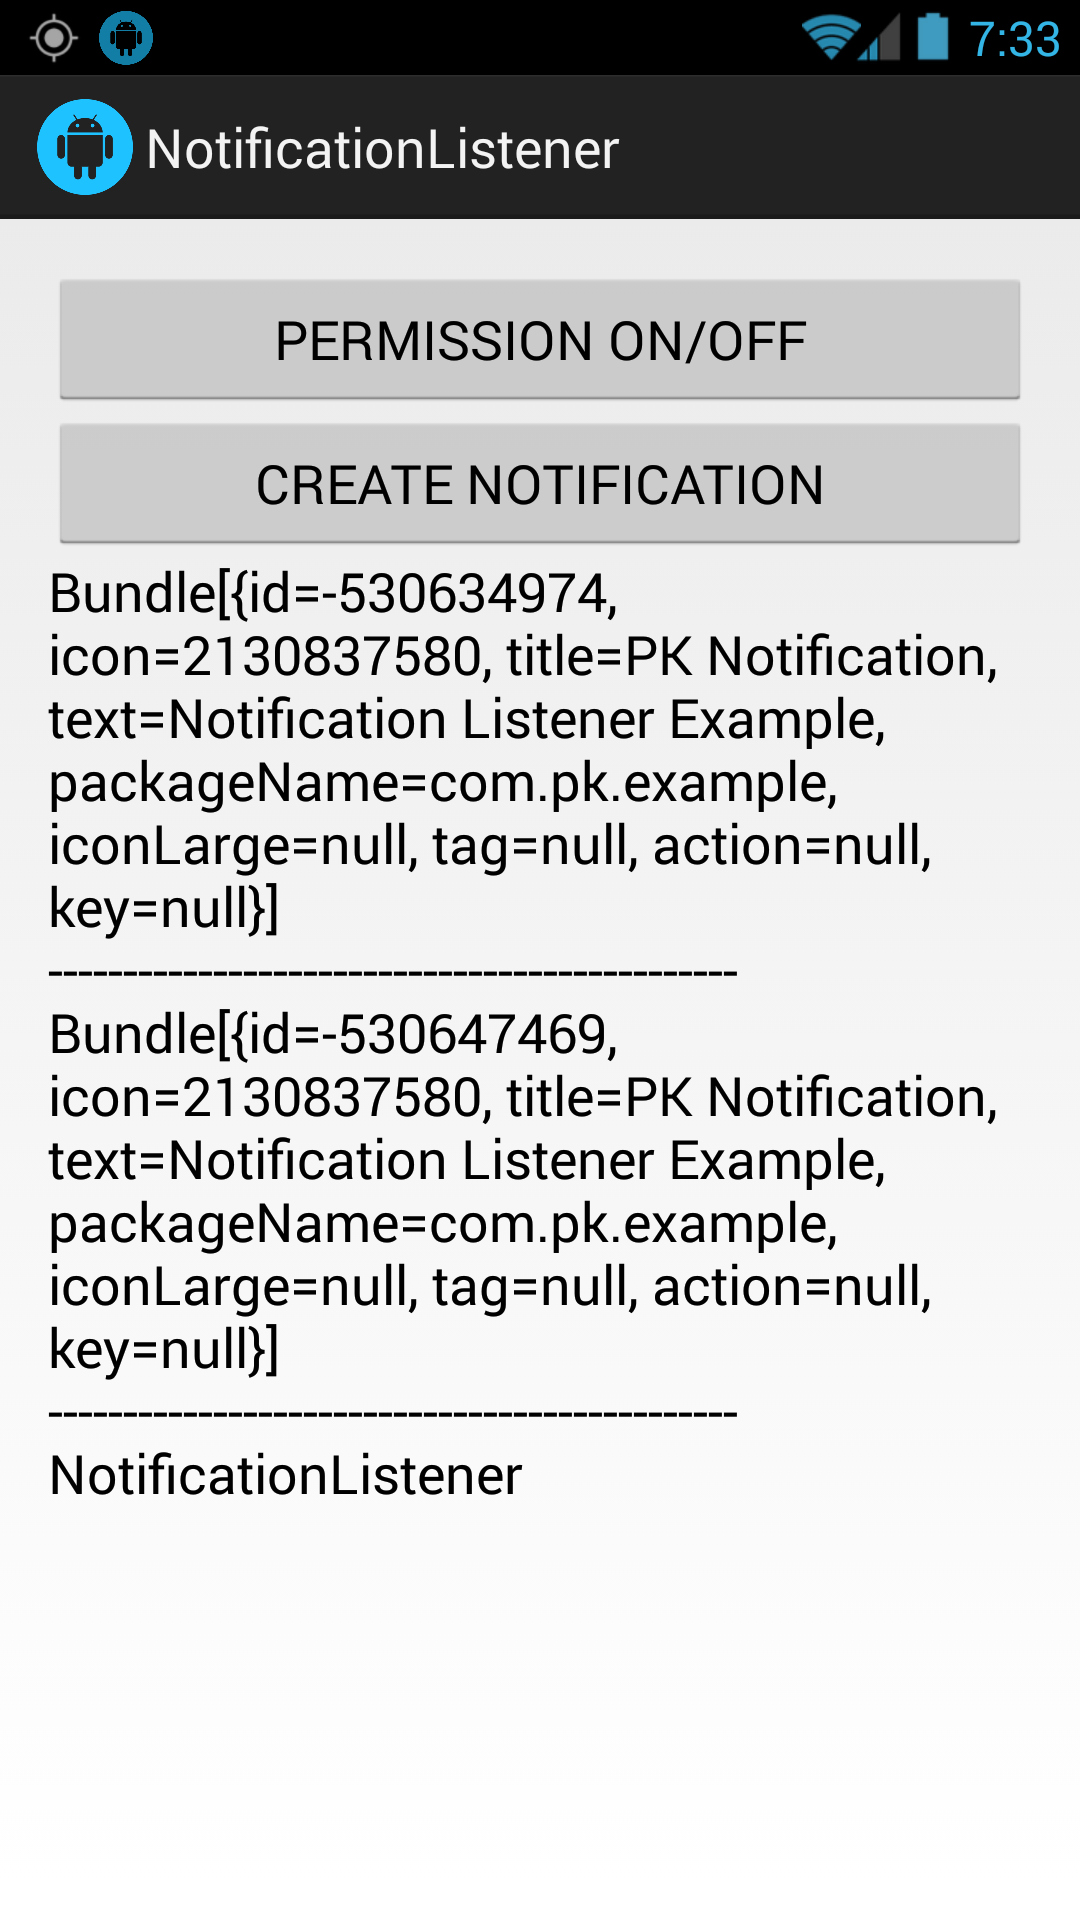 7:33
NotificationListener
PERMISSION ON/OFF
CREATE NOTIFICATION
Bundle[{id=-530634974,
icon=2130837580, title=PK Notification,
text=Notification Listener Example,
packageName=com.pk.example,
iconLarge=null, tag=null, action=null,
key=null}]
----------------------------------------------
Bundle[{id=-530647469,
icon=2130837580, title=PK Notification,
text=Notification Listener Example,
packageName=com.pk.example,
iconLarge=null, tag=null, action=null,
key=null}]
----------------------------------------------
NotificationListener